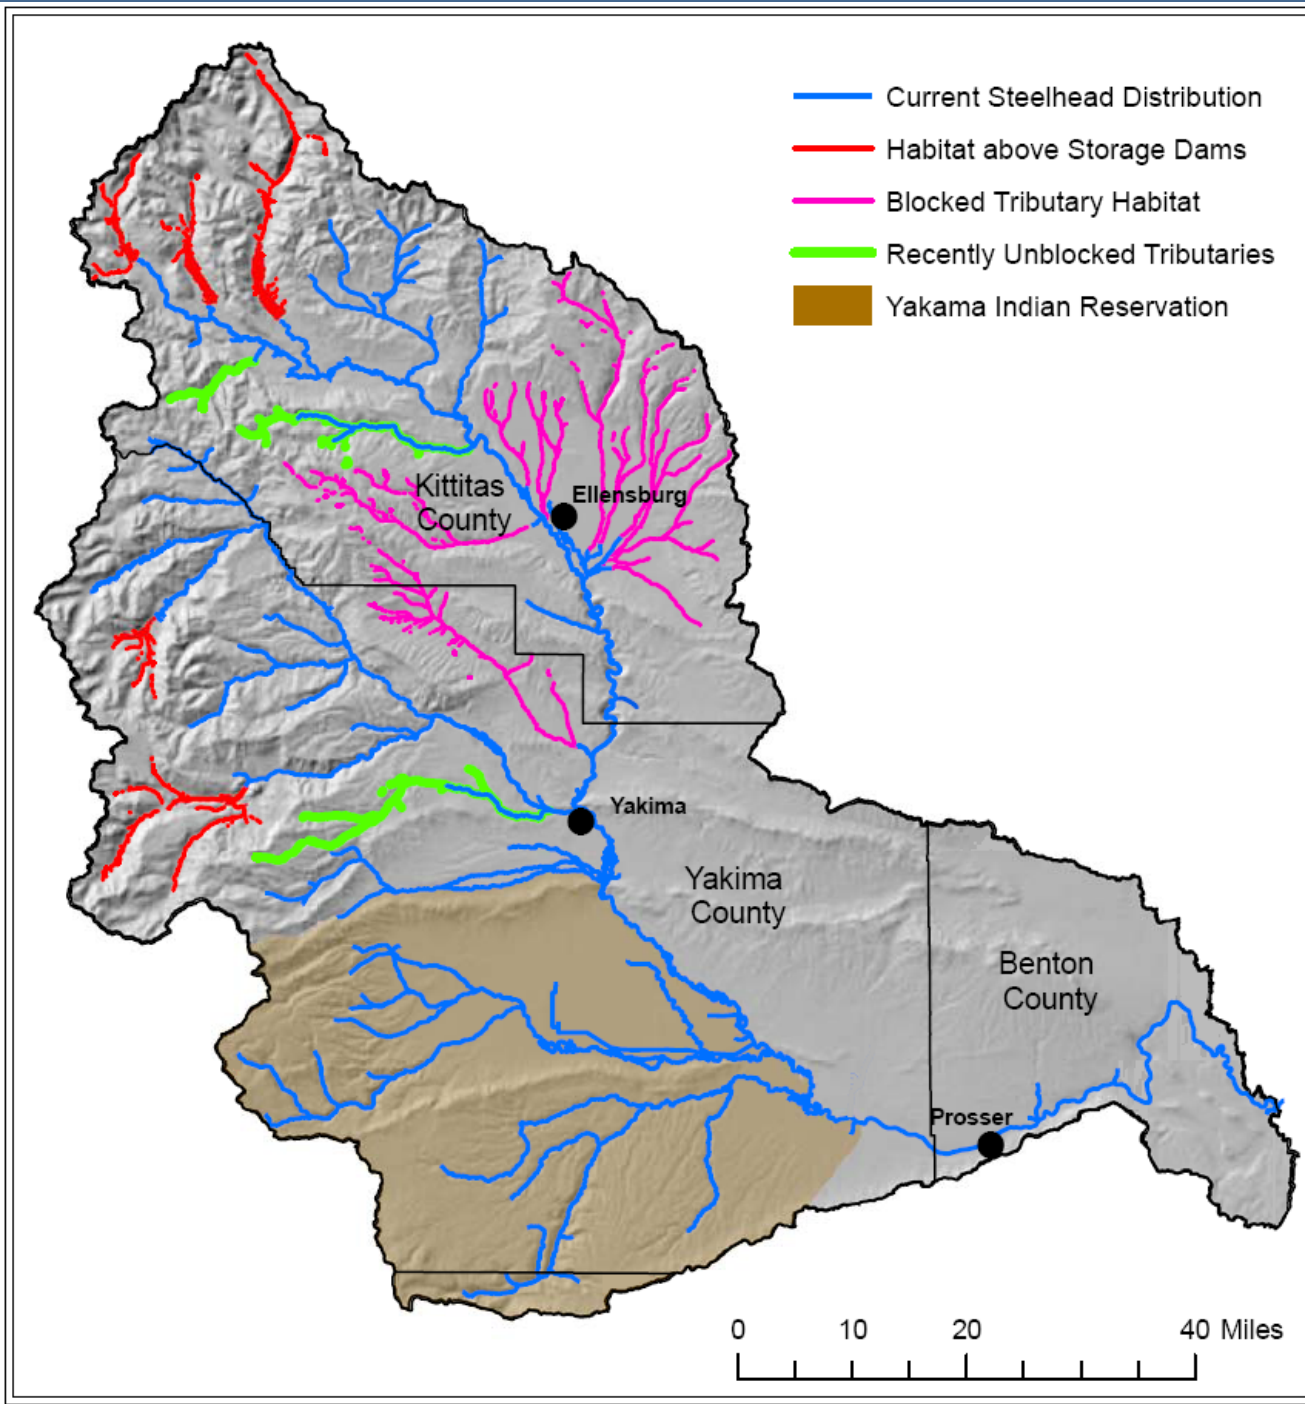 Current Steelhead Distribution
Habitat above Storage Dams
Blocked Tributary Habitat
Recently Unblocked Tributaries
Yakama Indian Reservation
Kittitas
County
Ellensburg
Yakima
Yakima
County
Benton
County
Prosser
0 10 20 40 Miles